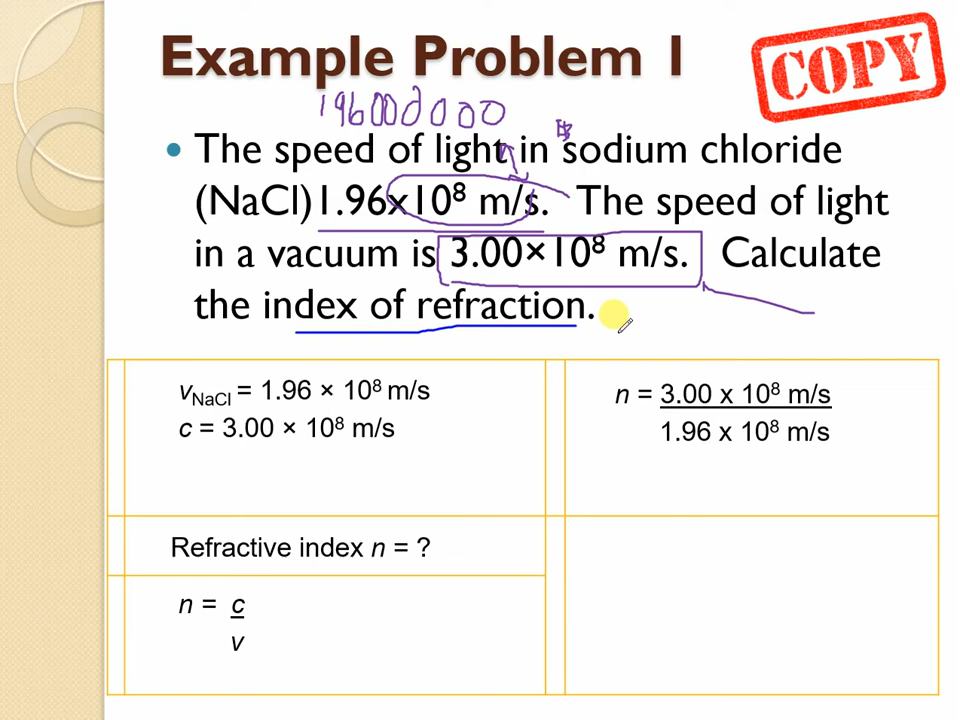 Example Problem 1
COPY
196000000
is
• The speed of light in sodium chloride
(NaCl)1.96x10⁸ m/s. The speed of light
in a vacuum is 3.00×10⁸ m/s. Calculate
the index of refraction.
vNaCl = 1.96 × 10⁸ m/s
c = 3.00 × 10⁸ m/s
n = 3.00 x 10⁸ m/s
1.96 x 10⁸ m/s
Refractive index n = ?
n = c
v